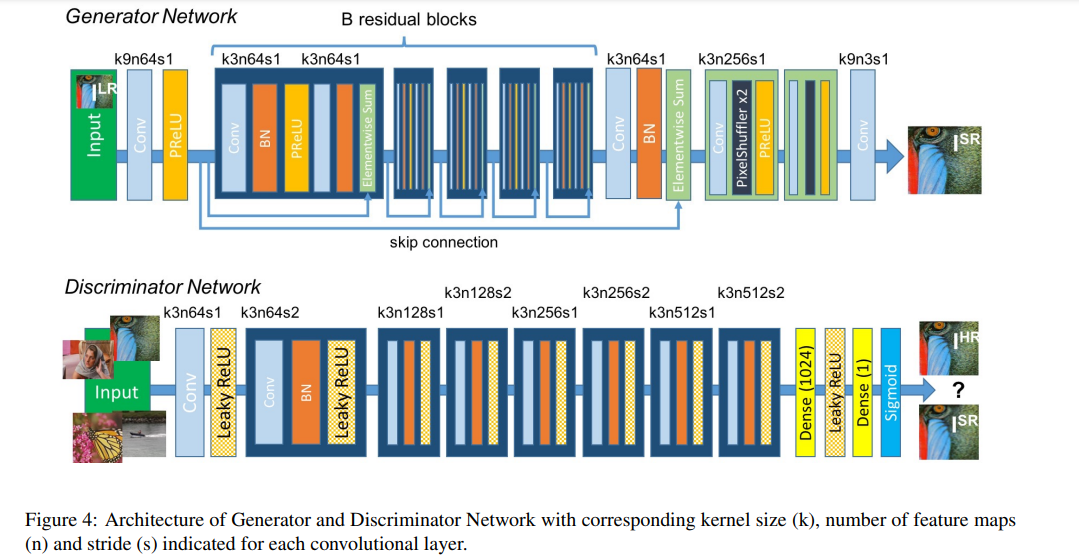 Generator Network
B residual blocks
k9n64s1 k3n64s1 k3n64s1 k3n64s1 k3n256s1 k9n3s1
Input
ILR
Conv
PReLU
Conv
BN
PReLU
Elementwise Sum
Conv
BN
Elementwise Sum
Conv
PixelShuffler x2
PReLU
Conv
ISR
skip connection
Discriminator Network
k3n128s2 k3n256s2 k3n512s2
k3n64s1 k3n64s2 k3n128s1 k3n256s1 k3n512s1
Input
Conv
Leaky ReLU
Conv
BN
Leaky ReLU
Dense (1024)
Leaky ReLU
Dense (1)
Sigmoid
IHR
?
ISR
Figure 4: Architecture of Generator and Discriminator Network with corresponding kernel size (k), number of feature maps
(n) and stride (s) indicated for each convolutional layer.